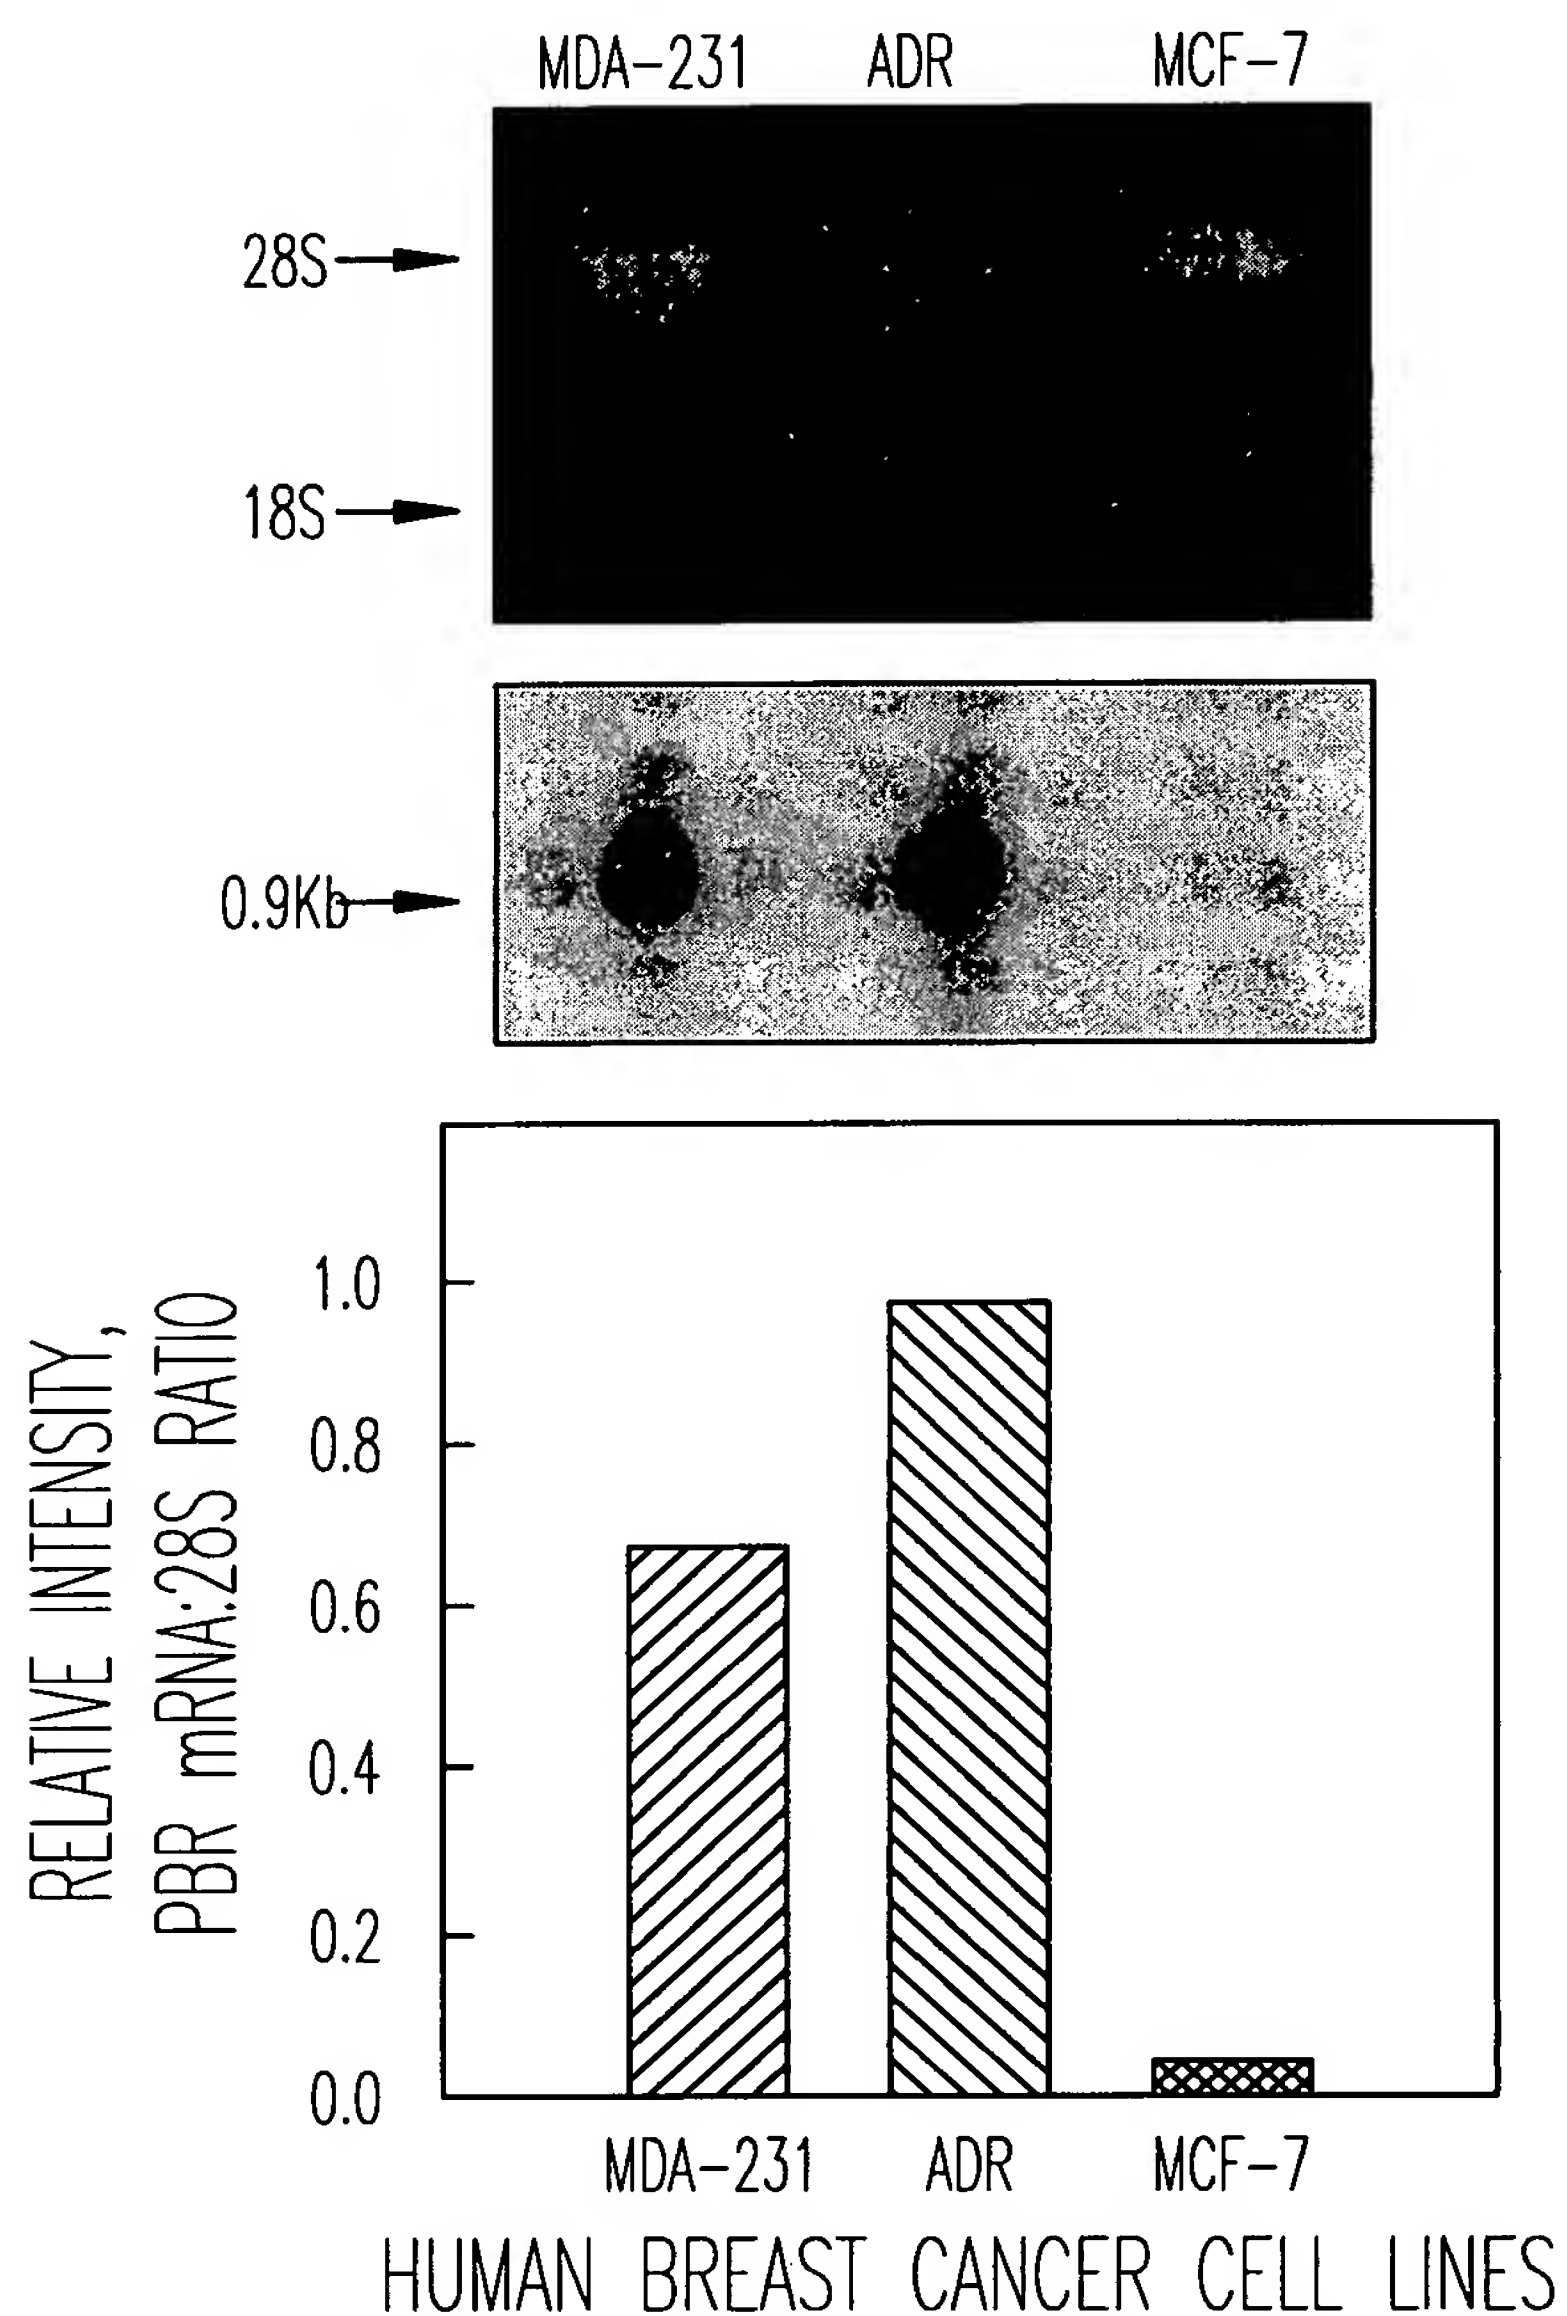 MDA-231 ADR MCF-7
28S
18S
0.9Kb
RELATIVE INTENSITY,
PBR mRNA:28S RATIO
1.0
0.8
0.6
0.4
0.2
0.0
MDA-231 ADR MCF-7
HUMAN BREAST CANCER CELL LINES